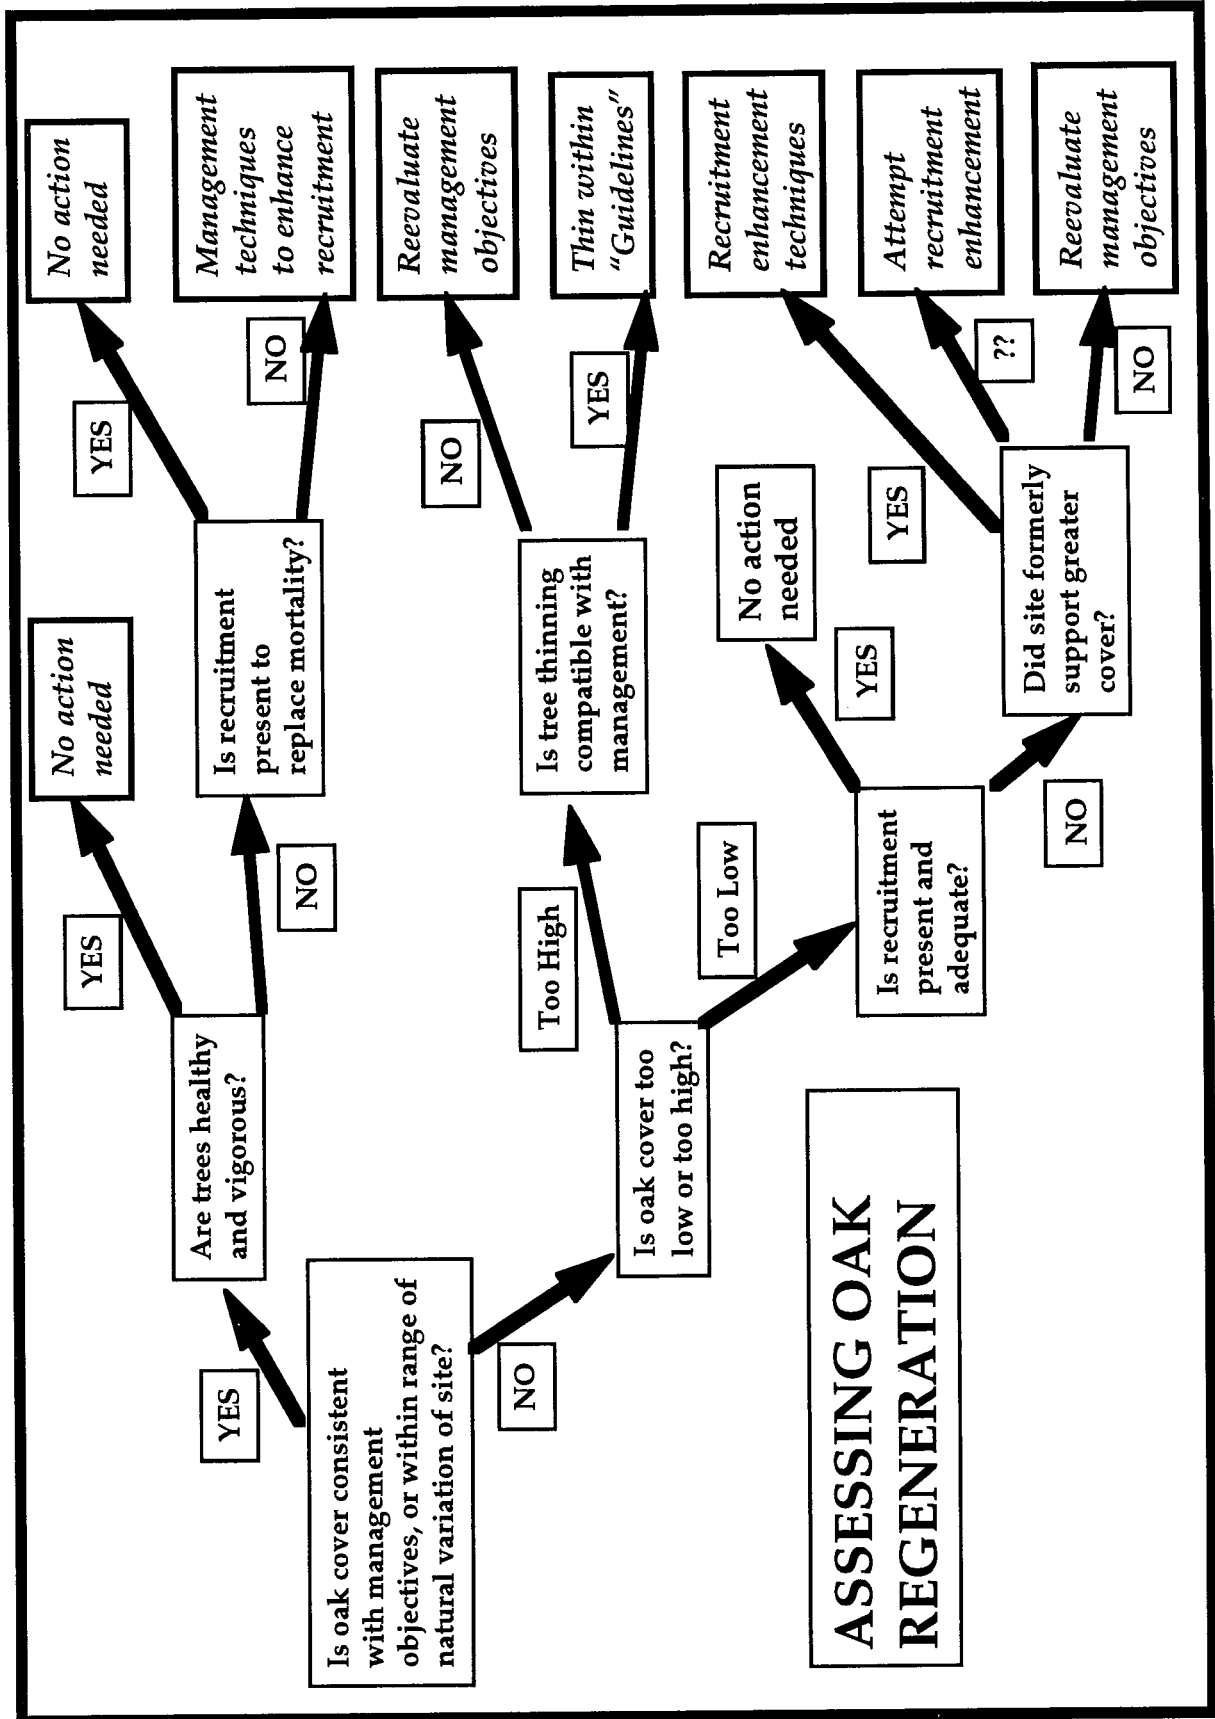 Is oak cover consistent
with management
objectives, or within range of
natural variation of site?
YES
Are trees healthy
and vigorous?
YES
No action
needed
NO
Is recruitment
present to
replace mortality?
YES
No action
needed
NO
Management
techniques
to enhance
recruitment
NO
Is oak cover too
low or too high?
Too High
Is tree thinning
compatible with
management?
NO
Reevaluate
management
objectives
YES
Thin within
“Guidelines”
Too Low
Is recruitment
present and
adequate?
YES
No action
needed
NO
Did site formerly
support greater
cover?
YES
Recruitment
enhancement
techniques
??
Attempt
recruitment
enhancement
NO
Reevaluate
management
objectives
ASSESSING OAK
REGENERATION